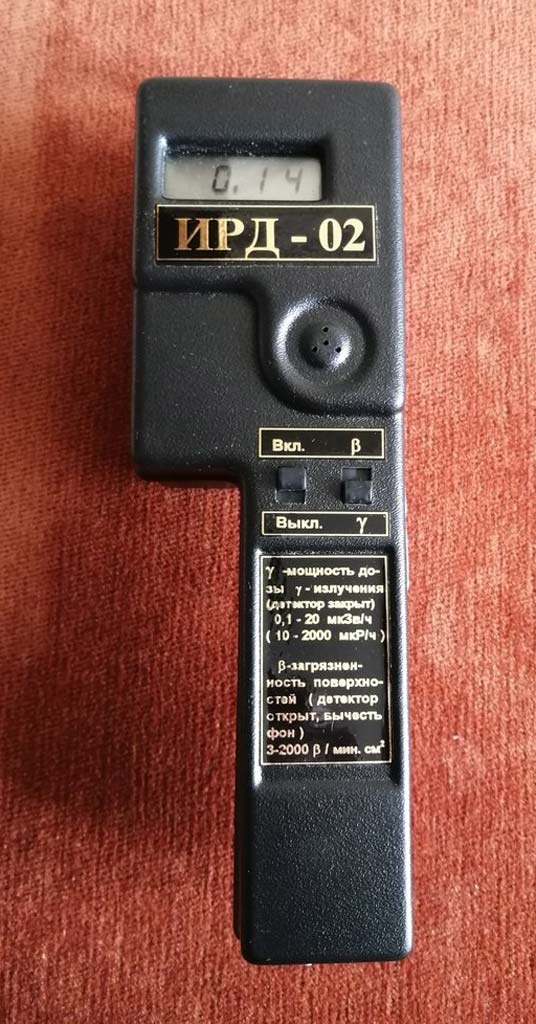 0.14
ИРД - 02
Вкл. β
Выкл. γ
γ -мощность до-
зы γ - излучения
(детектор закрыт)
0,1 - 20 мкЗв/ч
( 10 - 2000 мкР/ч )
β-загрязнен-
ность поверхно-
стей ( детектор
открыт, вычесть
фон )
3-2000 β / мин. см²